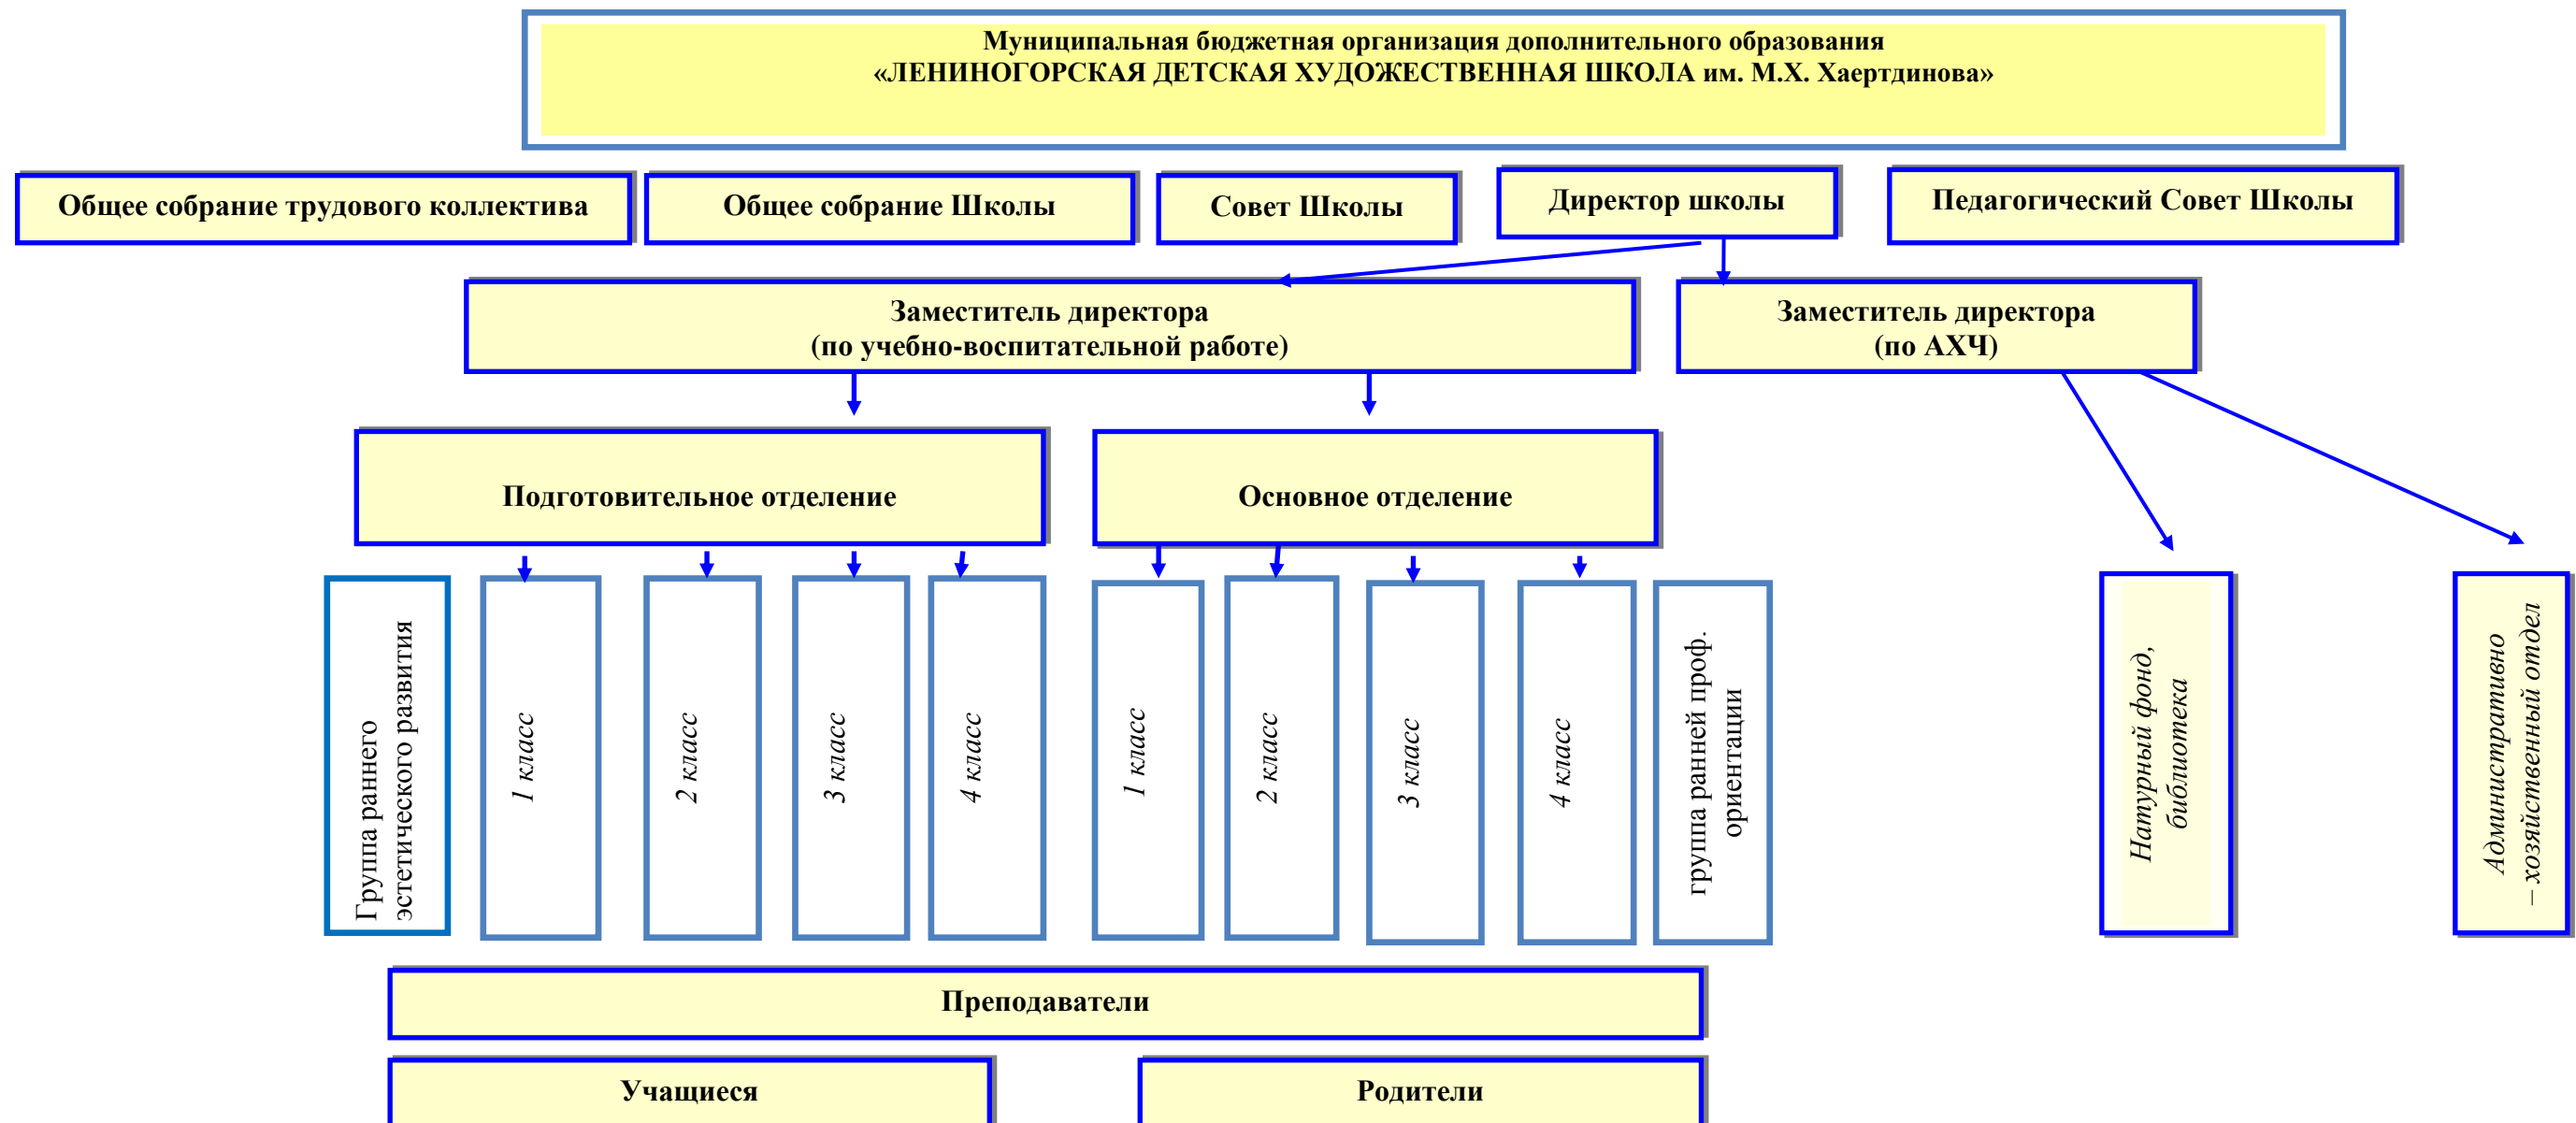 Муниципальная бюджетная организация дополнительного образования
«ЛЕНИНОГОРСКАЯ ДЕТСКАЯ ХУДОЖЕСТВЕННАЯ ШКОЛА им. М.Х. Хаертдинова»
Общее собрание трудового коллектива
Общее собрание Школы
Совет Школы
Директор школы
Педагогический Совет Школы
Заместитель директора
(по учебно-воспитательной работе)
Заместитель директора
(по АХЧ)
Подготовительное отделение
Основное отделение
Группа раннего
эстетического развития
1 класс
2 класс
3 класс
4 класс
1 класс
2 класс
3 класс
4 класс
группа ранней проф.
ориентации
Натурный фонд,
библиотека
Административно
– хозяйственный отдел
Преподаватели
Учащиеся
Родители